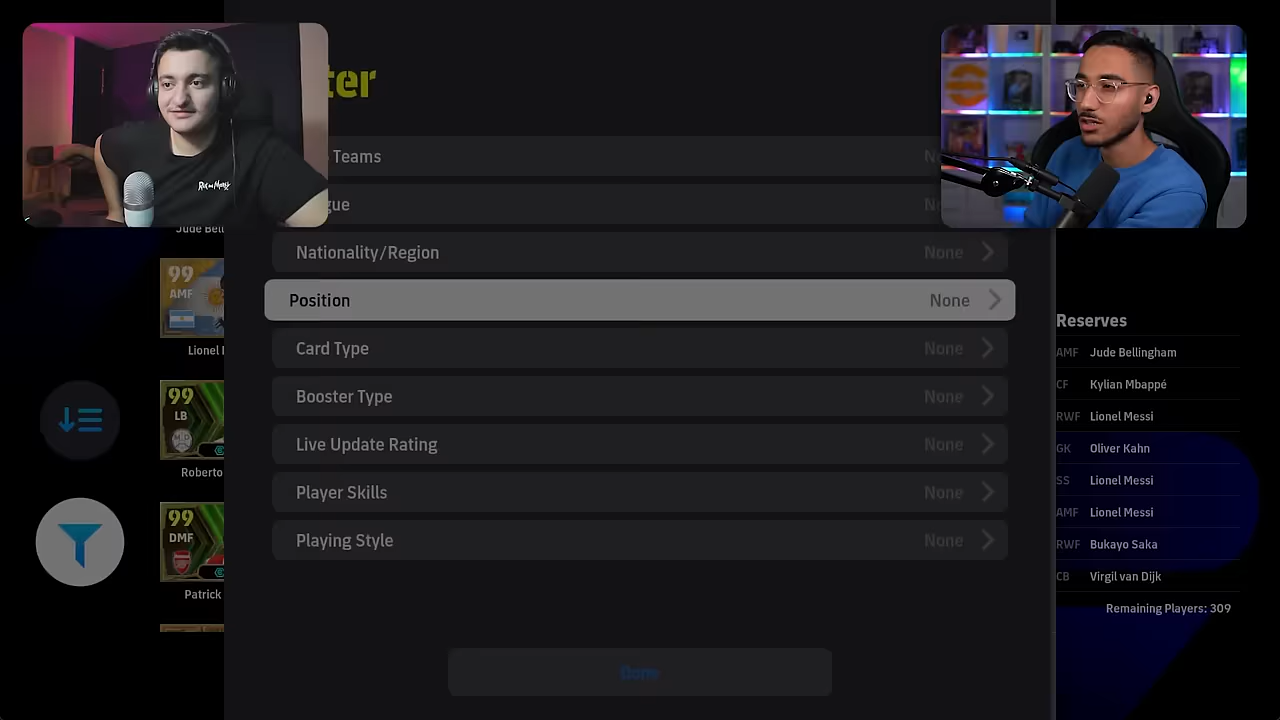 ter
Teams
N
gue
N
Nationality/Region None
Position None
Card Type None
Booster Type None
Live Update Rating None
Player Skills None
Playing Style None
Done
Jude Bell
99
AMF
Lionel
99
LB
Roberto
99
DMF
Patrick
Reserves
AMF Jude Bellingham
CF Kylian Mbappé
RWF Lionel Messi
GK Oliver Kahn
SS Lionel Messi
AMF Lionel Messi
RWF Bukayo Saka
CB Virgil van Dijk
Remaining Players: 309